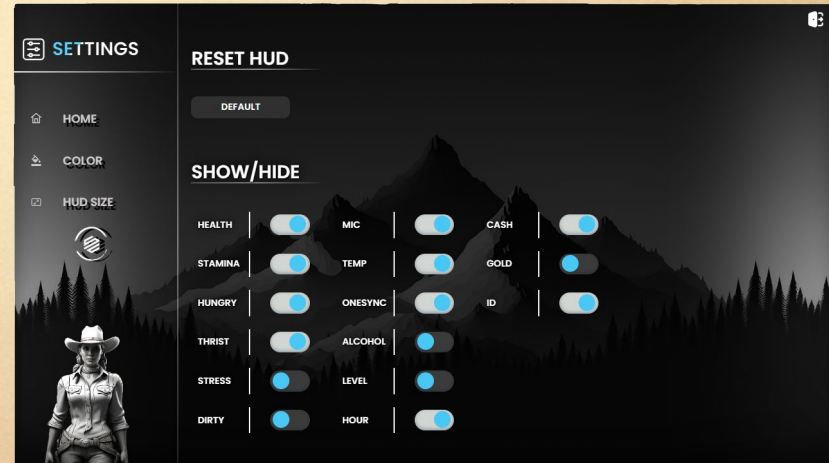 SETTINGS
HOME
COLOR
HUD SIZE
RESET HUD
DEFAULT
SHOW/HIDE
HEALTH MIC CASH
STAMINA TEMP GOLD
HUNGRY ONESYNC ID
THRIST ALCOHOL
STRESS LEVEL
DIRTY HOUR